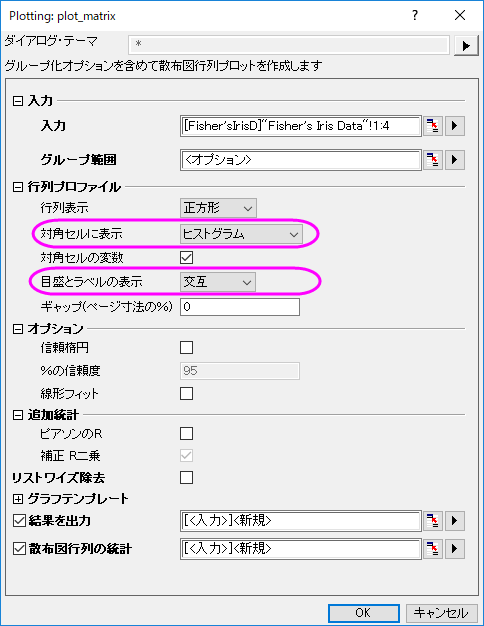 Plotting: plot_matrix
ダイアログ・テーマ *
グループ化オプションを含めて散布図行列プロットを作成します
入力
入力 [Fisher'sIrisD]"Fisher's Iris Data"!1:4
グループ範囲 <オプション>
行列プロファイル
行列表示 正方形
対角セルに表示 ヒストグラム
対角セルの変数
目盛とラベルの表示 交互
ギャップ(ページ寸法の%) 0
オプション
信頼楕円
%の信頼度 95
線形フィット
追加統計
ピアソンのR
補正 R二乗
リストワイズ除去
グラフテンプレート
結果を出力 [<入力>]<新規>
散布図行列の統計 [<入力>]<新規>
OK キャンセル